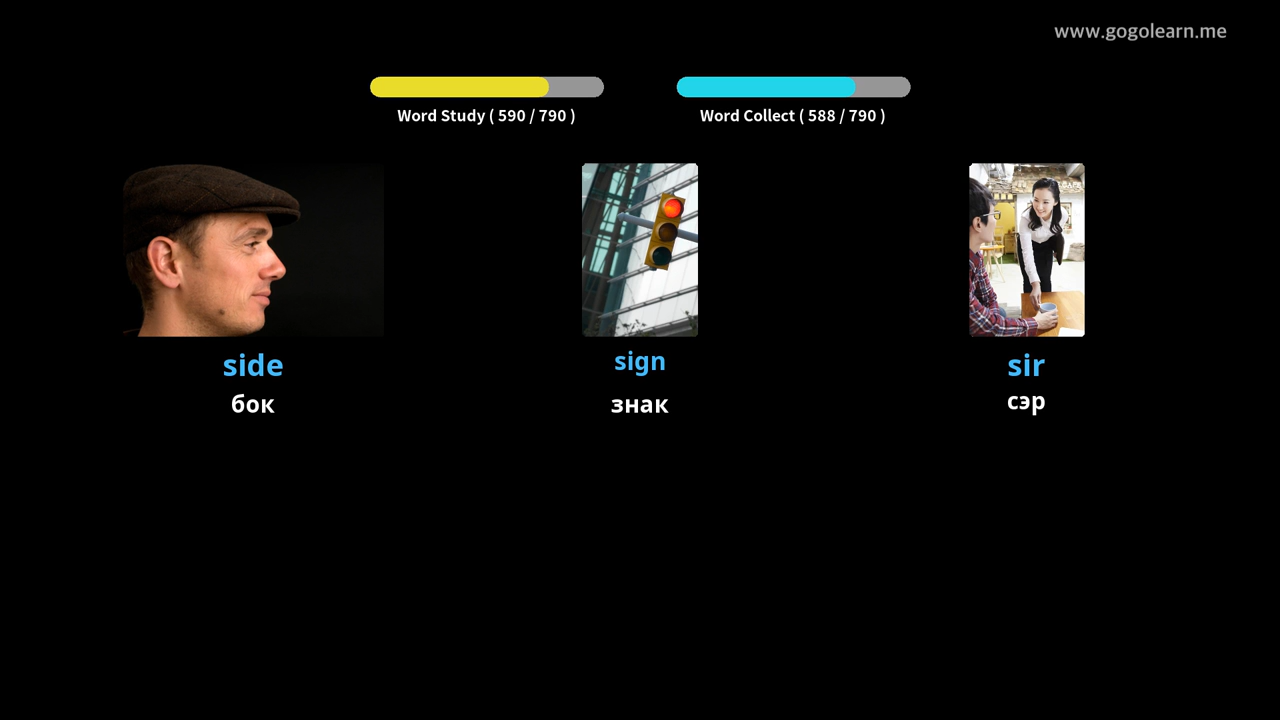 www.gogolearn.me
Word Study ( 590 / 790 )
Word Collect ( 588 / 790 )
side
sign
sir
бок
знак
сэр